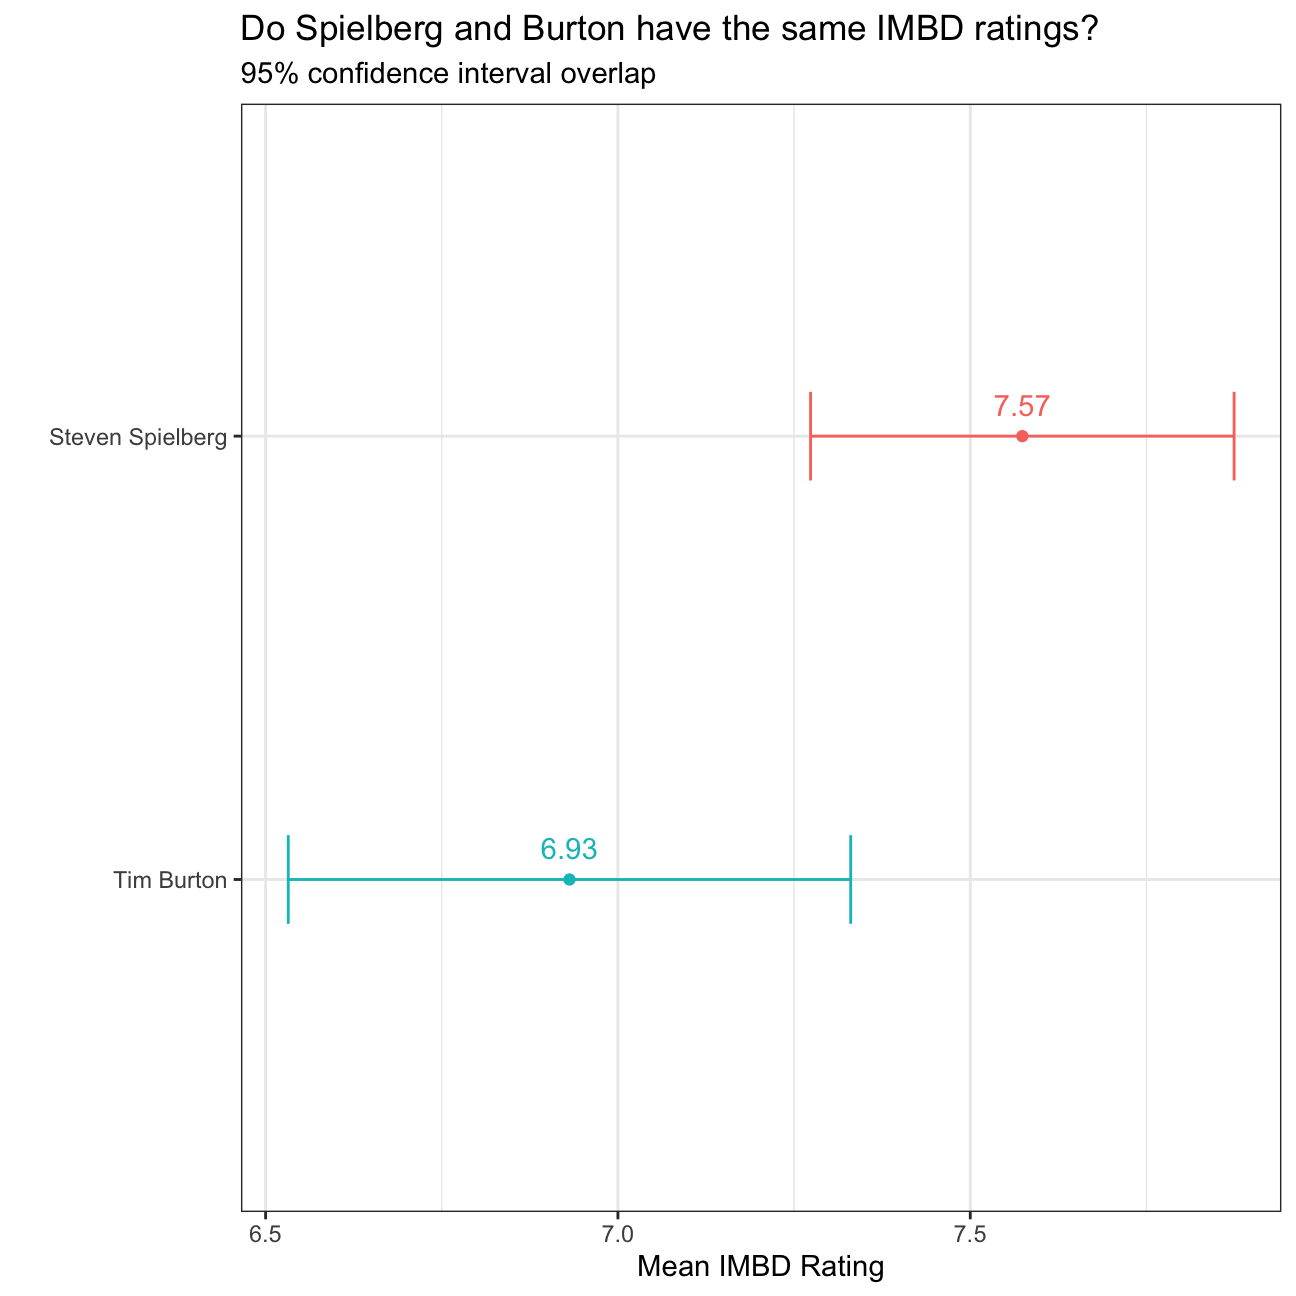 Do Spielberg and Burton have the same IMBD ratings?
95% confidence interval overlap
7.57
Steven Spielberg
6.93
Tim Burton
6.5
7.0
7.5
Mean IMBD Rating